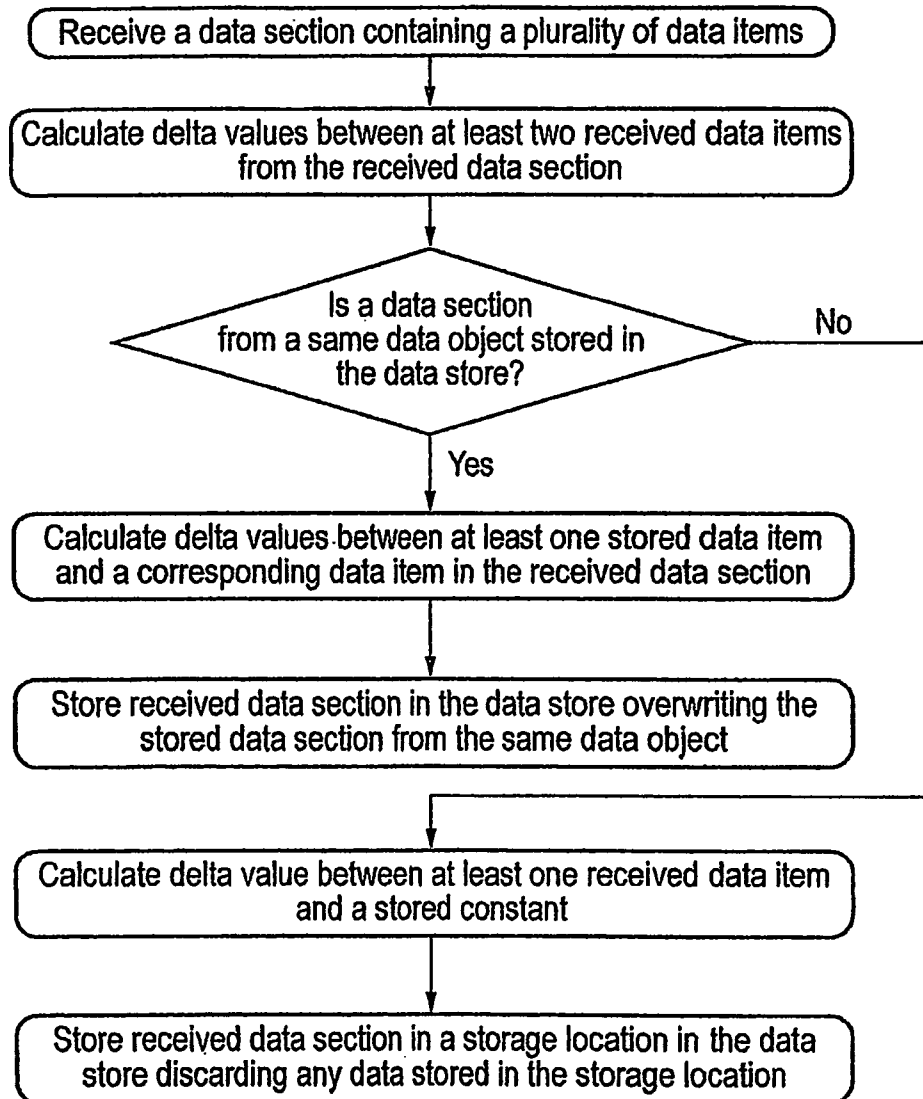 Receive a data section containing a plurality of data items
Calculate delta values between at least two received data items
from the received data section
Is a data section
from a same data object stored in
the data store?
No
Yes
Calculate delta values between at least one stored data item
and a corresponding data item in the received data section
Store received data section in the data store overwriting the
stored data section from the same data object
Calculate delta value between at least one received data item
and a stored constant
Store received data section in a storage location in the data
store discarding any data stored in the storage location